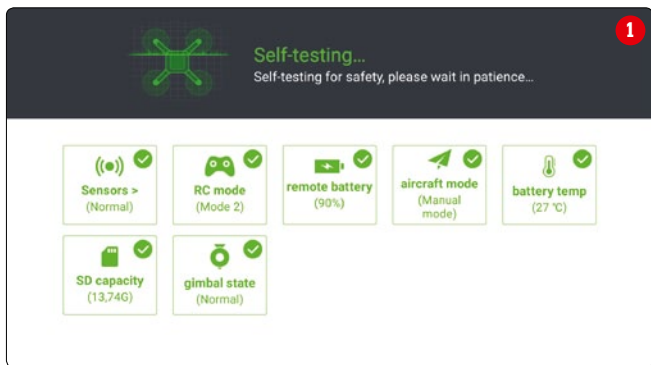 1
Self-testing...
Self-testing for safety, please wait in patience...
Sensors >
(Normal)
RC mode
(Mode 2)
remote battery
(90%)
aircraft mode
(Manual
mode)
battery temp
(27 °C)
SD capacity
(13,74G)
gimbal state
(Normal)